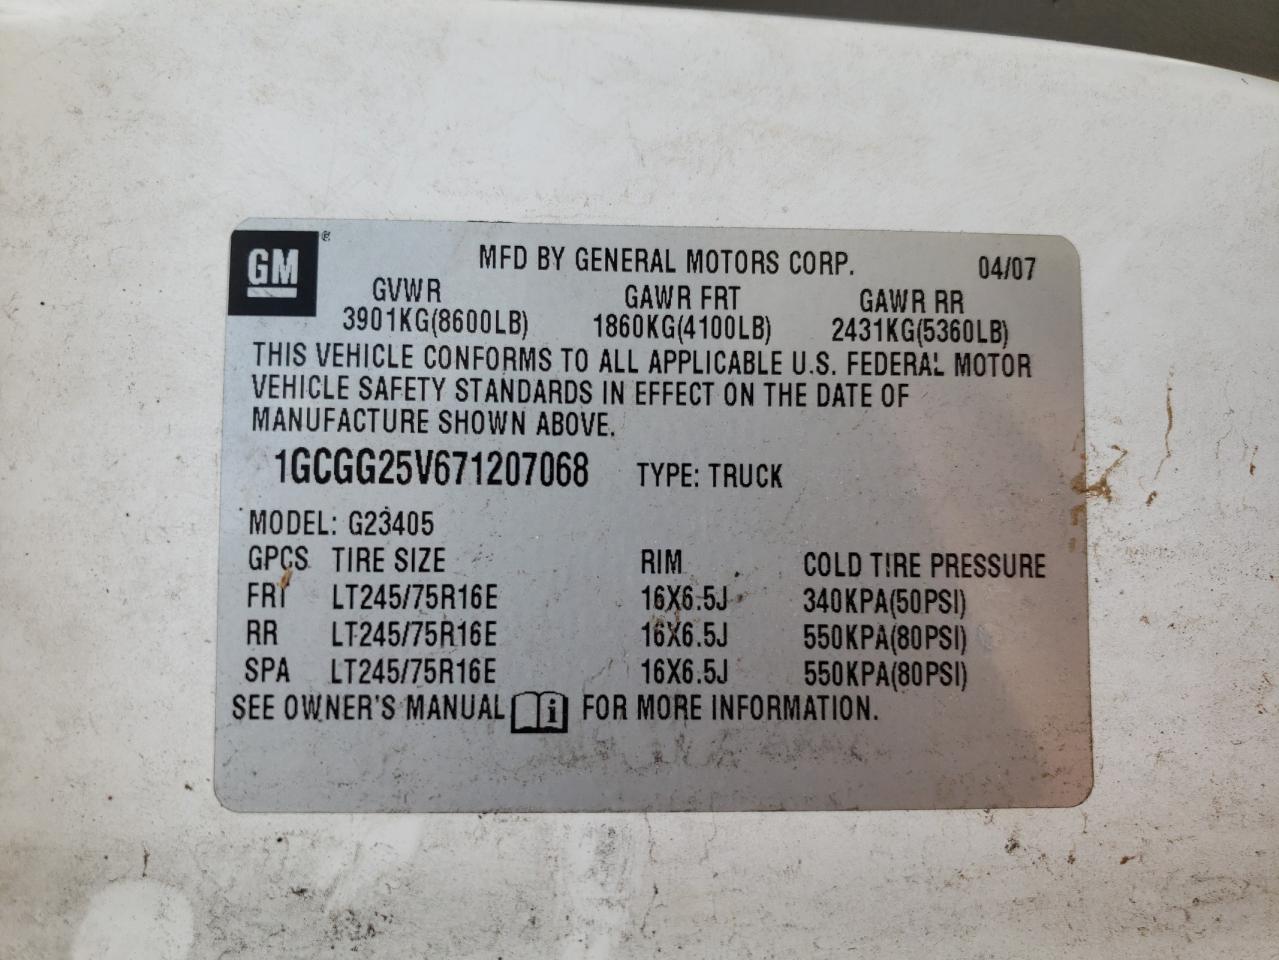 GM ®
MFD BY GENERAL MOTORS CORP. 04/07
GVWR GAWR FRT GAWR RR
3901KG(8600LB) 1860KG(4100LB) 2431KG(5360LB)
THIS VEHICLE CONFORMS TO ALL APPLICABLE U.S. FEDERAL MOTOR
VEHICLE SAFETY STANDARDS IN EFFECT ON THE DATE OF
MANUFACTURE SHOWN ABOVE.
1GCGG25V671207068 TYPE: TRUCK
MODEL: G23405
GPCS TIRE SIZE RIM COLD TIRE PRESSURE
FRT LT245/75R16E 16X6.5J 340KPA(50PSI)
RR LT245/75R16E 16X6.5J 550KPA(80PSI)
SPA LT245/75R16E 16X6.5J 550KPA(80PSI)
SEE OWNER'S MANUAL i FOR MORE INFORMATION.